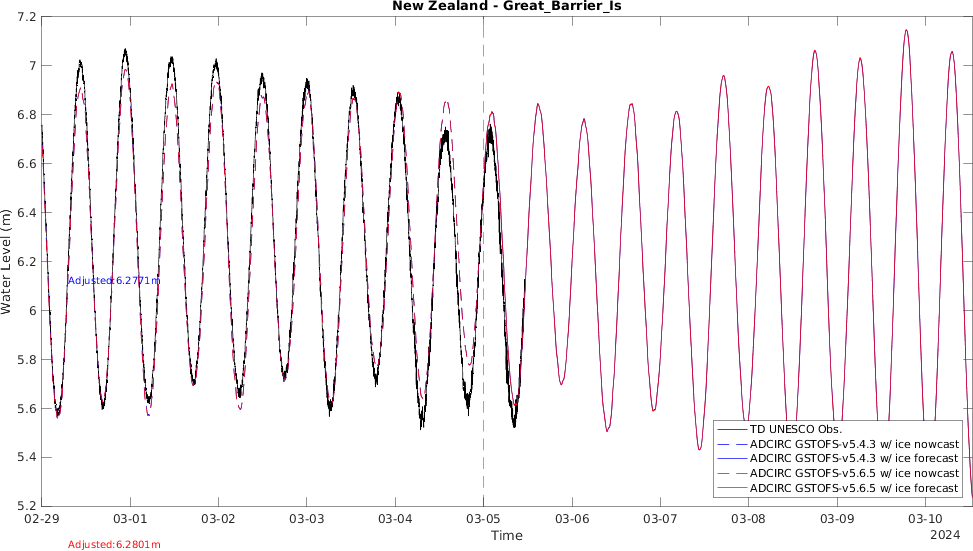 New Zealand - Great_Barrier_Is
7.2
7
6.8
6.6
6.4
6.2
6
5.8
5.6
5.4
5.2
Water Level (m)
Adjusted:6.2771m
TD UNESCO Obs.
ADCIRC GSTOFS-v5.4.3 w/ ice nowcast
ADCIRC GSTOFS-v5.4.3 w/ ice forecast
ADCIRC GSTOFS-v5.6.5 w/ ice nowcast
ADCIRC GSTOFS-v5.6.5 w/ ice forecast
02-29 03-01 03-02 03-03 03-04 03-05 03-06 03-07 03-08 03-09 03-10
Time
2024
Adjusted:6.2801m